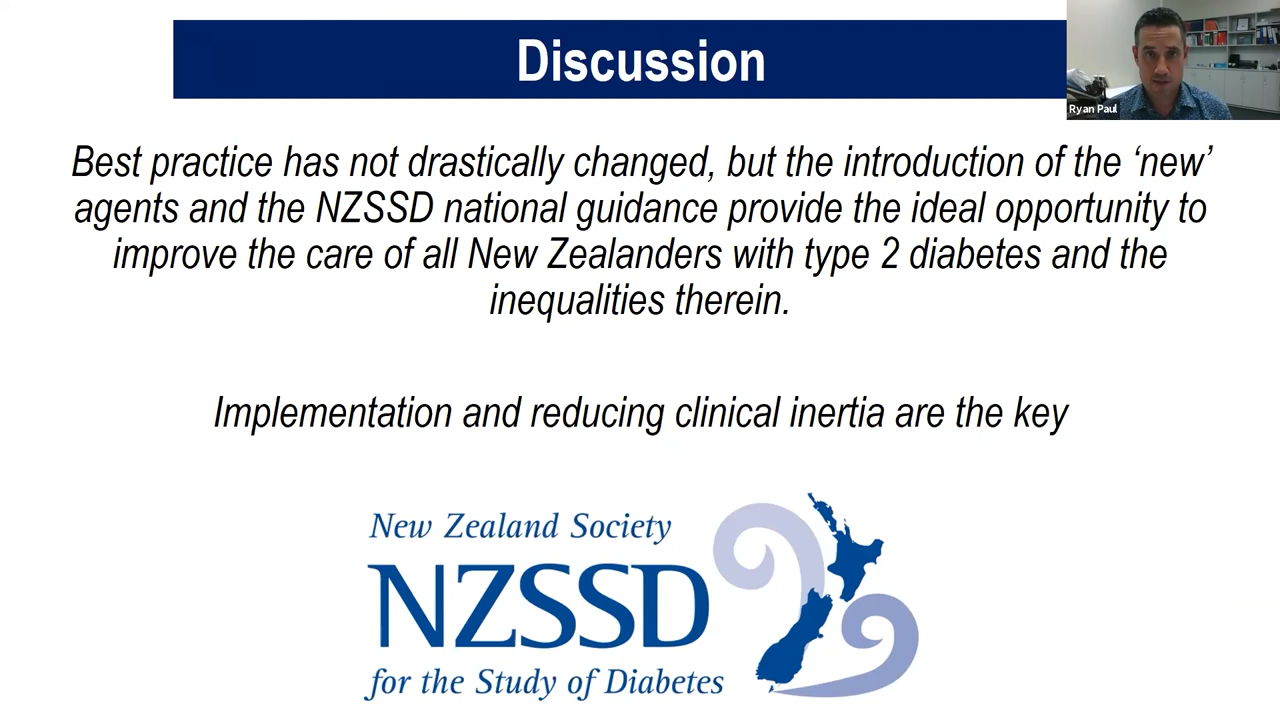 Discussion
Ryan Paul
Best practice has not drastically changed, but the introduction of the ‘new’
agents and the NZSSD national guidance provide the ideal opportunity to
improve the care of all New Zealanders with type 2 diabetes and the
inequalities therein.
Implementation and reducing clinical inertia are the key
New Zealand Society
NZSSD
for the Study of Diabetes